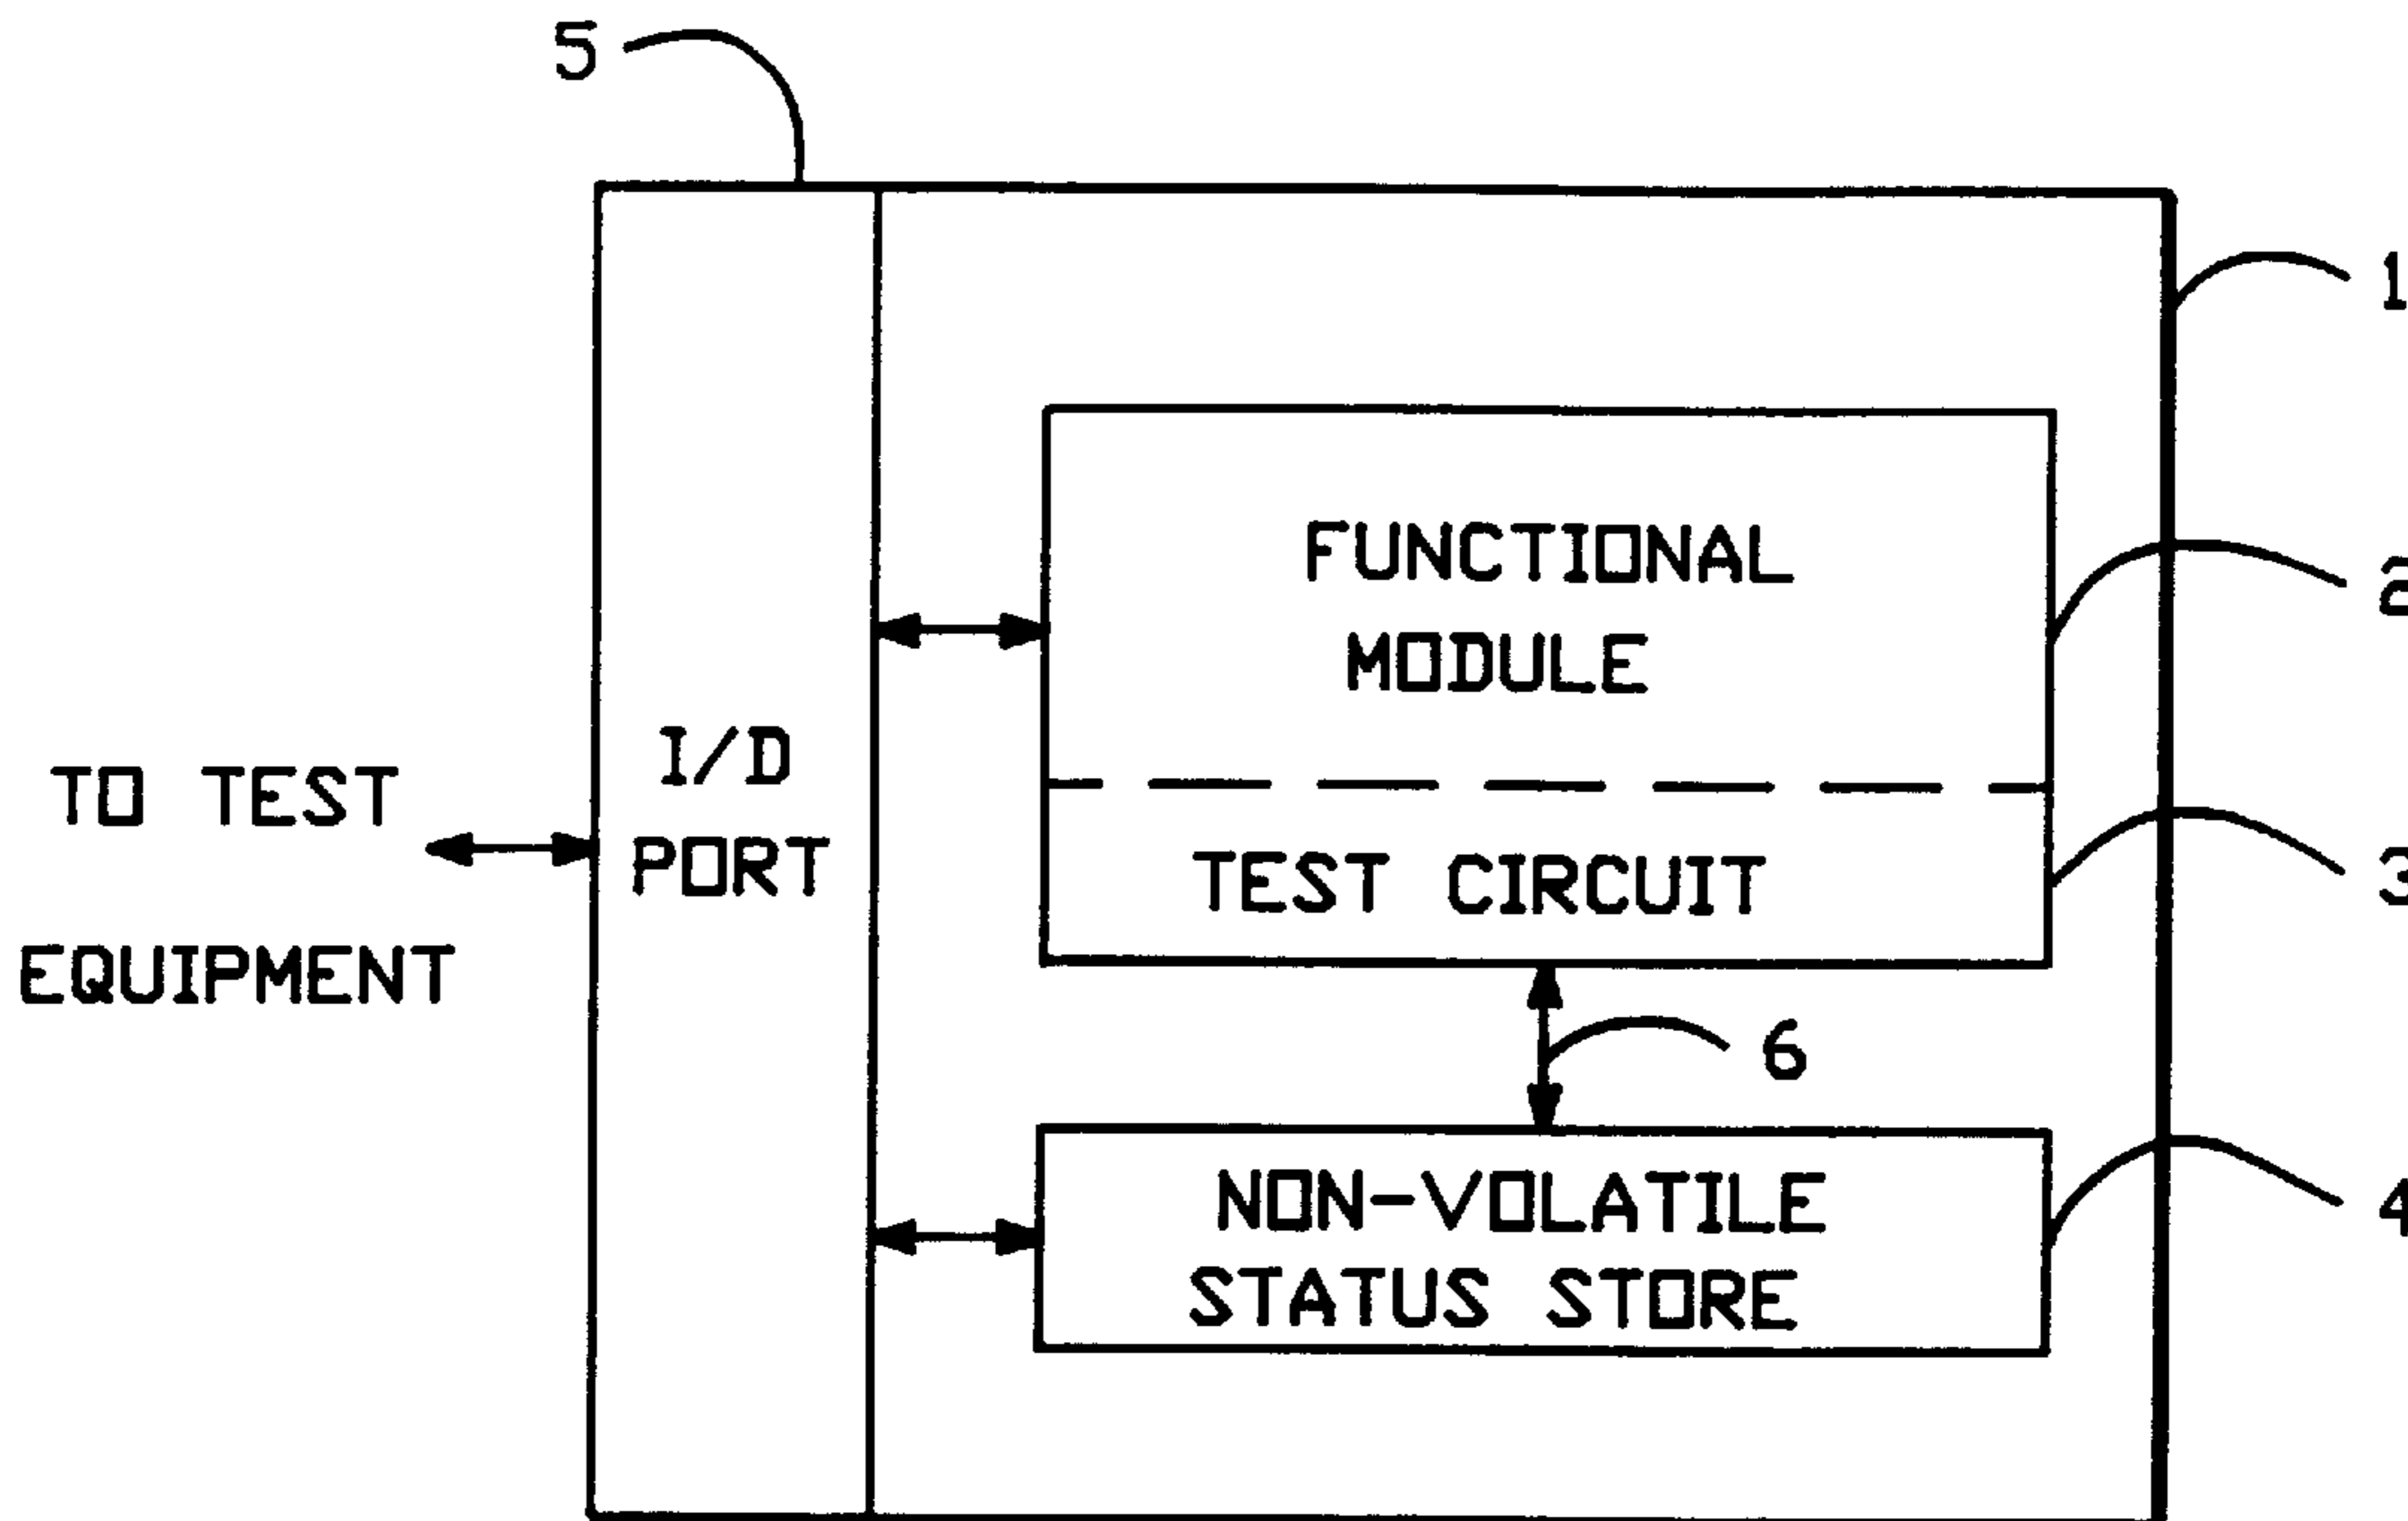 5
1
FUNCTIONAL
MODULE
2
I/O
PORT
TO TEST
EQUIPMENT
TEST CIRCUIT
3
6
NON-VOLATILE
STATUS STORE
4